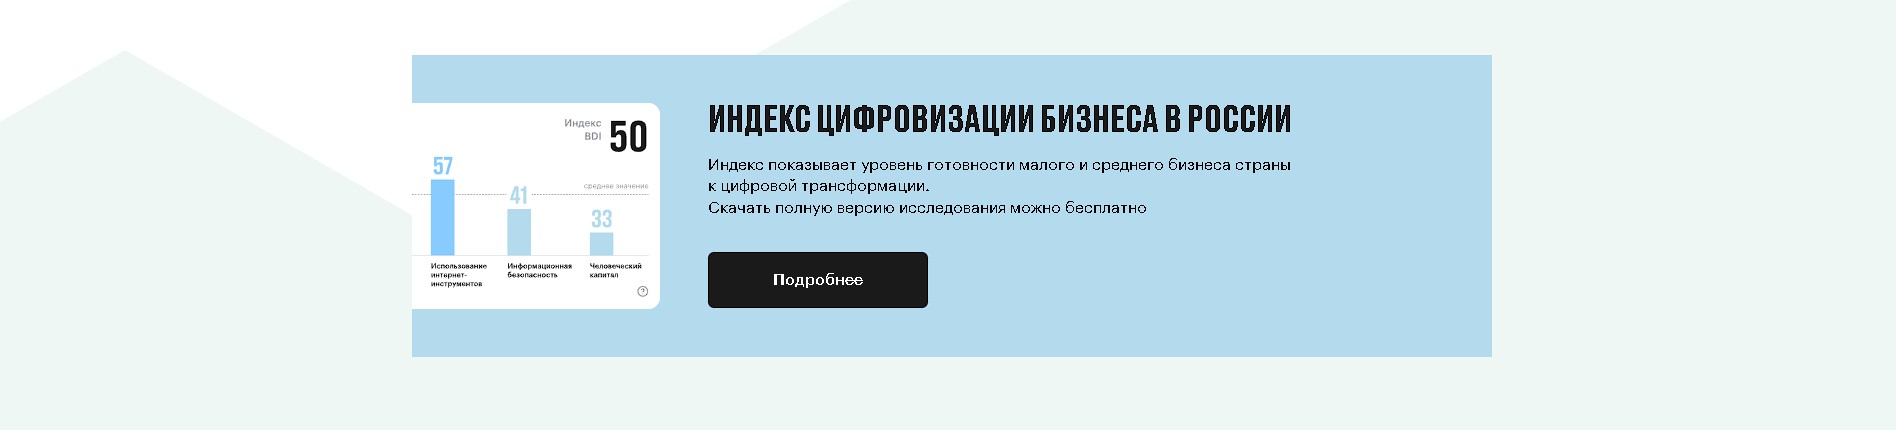 Индекс
BDI
50
57
среднее значение
41
33
Использование
интернет-
инструментов
Информационная
безопасность
Человеческий
капитал
?
ИНДЕКС ЦИФРОВИЗАЦИИ БИЗНЕСА В РОССИИ
Индекс показывает уровень готовности малого и среднего бизнеса страны
к цифровой трансформации.
Скачать полную версию исследования можно бесплатно
Подробнее